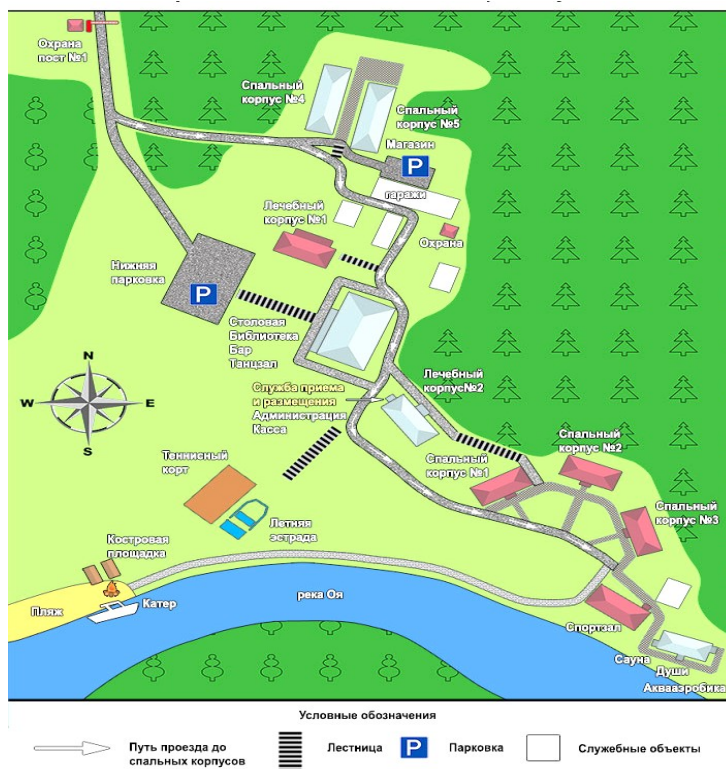 Охрана
пост №1
Спальный
корпус №4
Спальный
корпус №5
Магазин
P
гаражи
Лечебный
корпус №1
Охрана
Нижняя
парковка
P
Столовая
Библиотека
Бар
Танцзал
N
W
E
S
Лечебный
корпус№2
Служба приема
и размещения
Администрация
Касса
Спальный
корпус №2
Спальный
корпус №1
Теннисный
корт
Спальный
корпус №3
Летняя
эстрада
Костровая
площадка
река Оя
Пляж
Катер
Спортзал
Сауна
Души
Аквааэробика
Условные обозначения
Путь проезда до
спальных корпусов
Лестница
P
Парковка
Служебные объекты